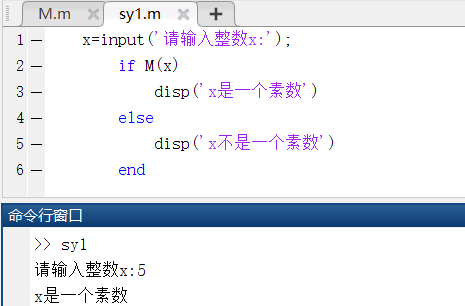 M.m sy1.m
1 x=input('请输入整数x:');
2 if M(x)
3 disp('x是一个素数')
4 else
5 disp('x不是一个素数')
6 end
命令行窗口
>> sy1
请输入整数x:5
x是一个素数